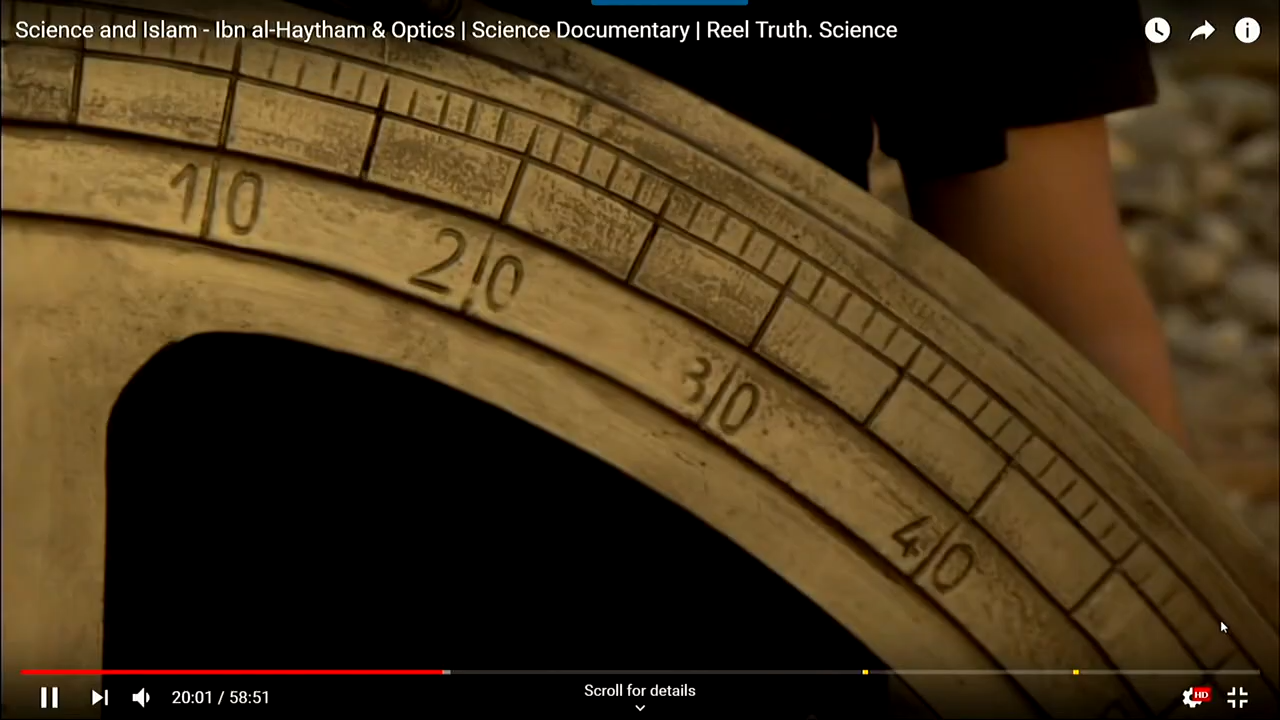 Science and Islam - Ibn al-Haytham & Optics | Science Documentary | Reel Truth. Science
10
20
30
40
Scroll for details
20:01 / 58:51
HD